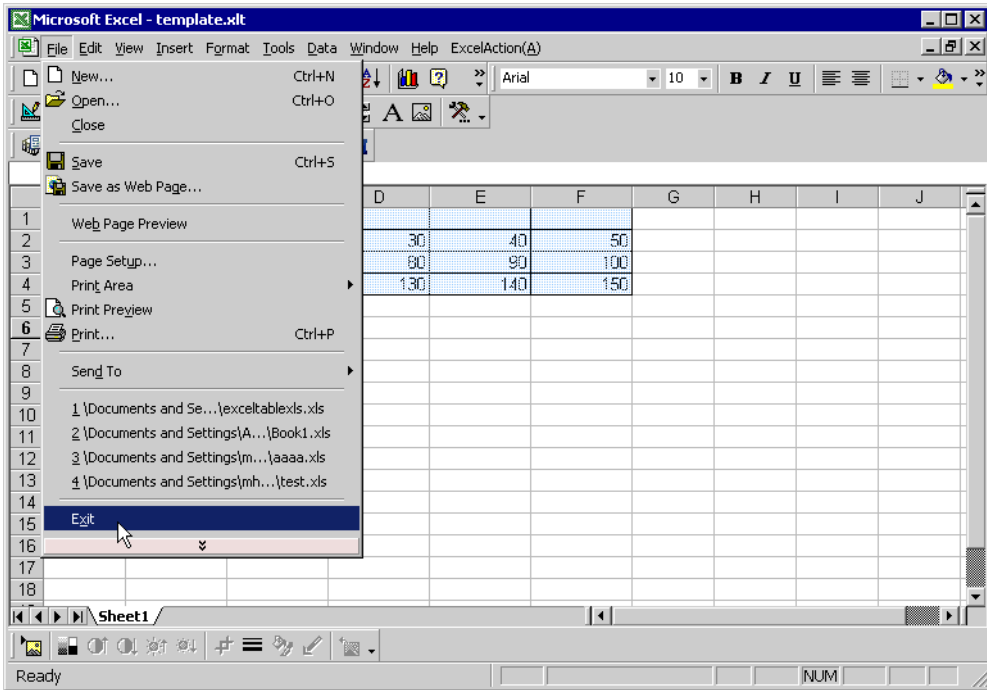 Microsoft Excel - template.xlt
File Edit View Insert Format Tools Data Window Help ExcelAction(A)
New... Ctrl+N
Open... Ctrl+O
Close
Save Ctrl+S
Save as Web Page...
Web Page Preview
Page Setup...
Print Area
Print Preview
Print... Ctrl+P
Send To
1 \Documents and Se...\exceltablexls.xls
2 \Documents and Settings\A...\Book1.xls
3 \Documents and Settings\m...\aaaa.xls
4 \Documents and Settings\mh...\test.xls
Exit
Arial 10 B I U
A
D E F G H I J
1
2 30 40 50
3 80 90 100
4 130 140 150
5
6
7
8
9
10
11
12
13
14
15
16
17
18
Sheet1
Ready NUM